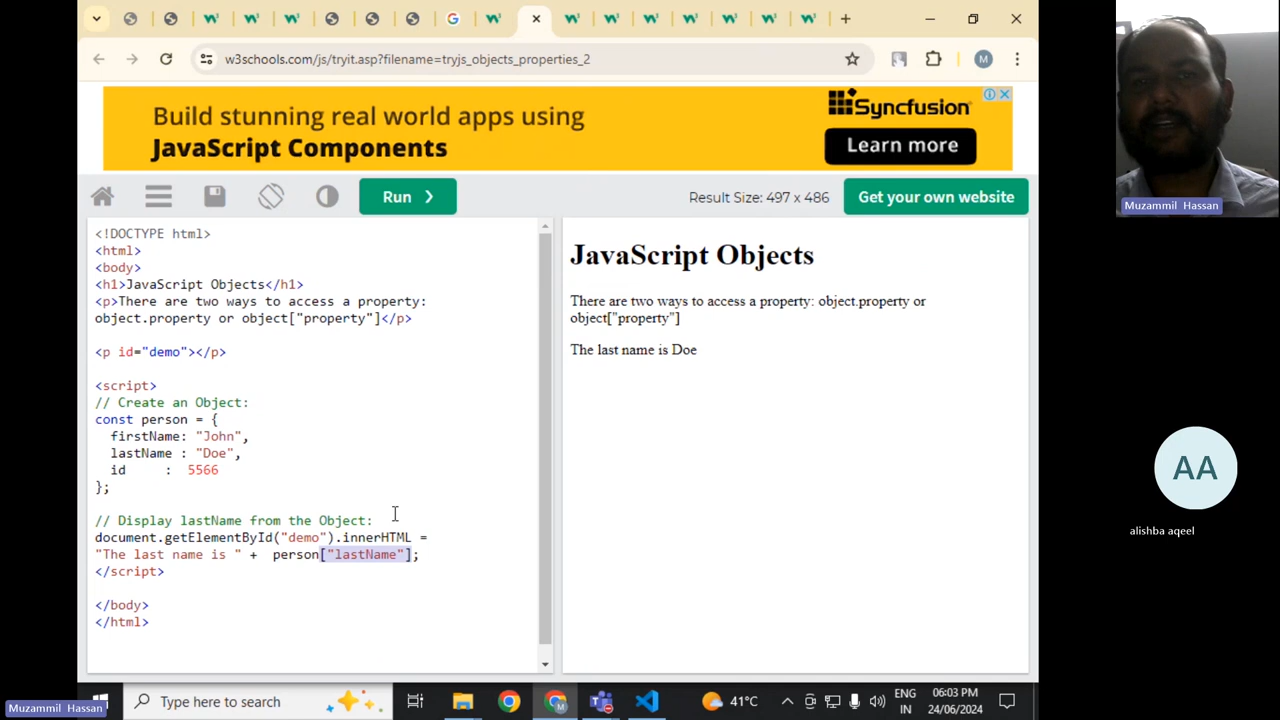 w3schools.com/js/tryit.asp?filename=tryjs_objects_properties_2
M
Build stunning real world apps using
JavaScript Components
Syncfusion
Learn more
Run ❯
Result Size: 497 x 486
Get your own website
<!DOCTYPE html>
<html>
<body>
<h1>JavaScript Objects</h1>
<p>There are two ways to access a property:
object.property or object["property"]</p>
<p id="demo"></p>
<script>
// Create an Object:
const person = {
  firstName: "John",
  lastName : "Doe",
  id     :  5566
};
// Display lastName from the Object:
document.getElementById("demo").innerHTML =
"The last name is " +  person["lastName"];
</script>
</body>
</html>
JavaScript Objects
There are two ways to access a property: object.property or
object["property"]
The last name is Doe
Muzammil Hassan
AA
alishba aqeel
Muzammil Hassan
Type here to search
41°C
ENG
IN
06:03 PM
24/06/2024